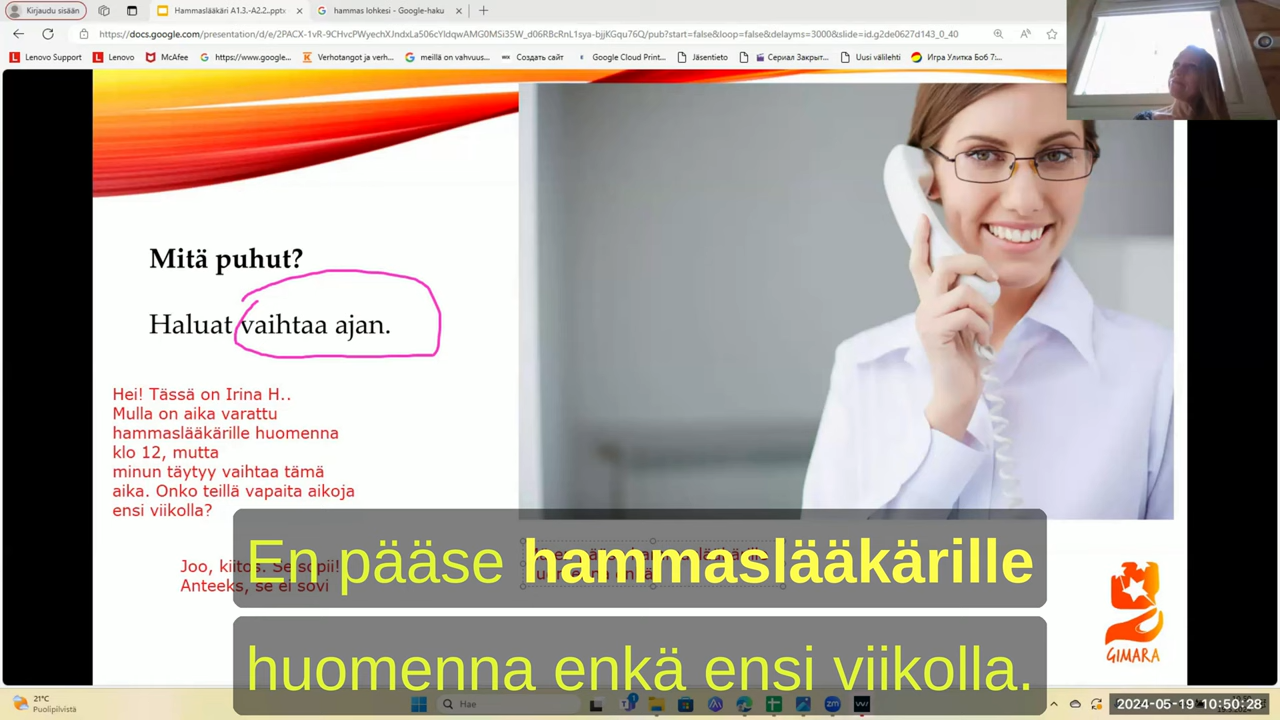 Kirjaudu sisään
Hammaslääkäri A1.3.-A2.2..pptx
hammas lohkesi - Google-haku
https://docs.google.com/presentation/d/e/2PACX-1vR-9CHvcPWyechXJndxLa506cYIdqwAMG0MSi35W_d06RBcRnL1sya-bjjKGqu76Q/pub?start=false&loop=false&delayms=3000&slide=id.g2de0627d143_0_40
Lenovo Support
Lenovo
McAfee
https://www.google...
Verhotangot ja verh...
meillä on vahvuus...
Создать сайт
Google Cloud Print...
Jäsentieto
Сериал Закрыт...
Uusi välilehti
Игра Улитка Боб 7:...
Mitä puhut?
Haluat vaihtaa ajan.
Hei! Tässä on Irina H..
Mulla on aika varattu
hammaslääkärille huomenna
klo 12, mutta
minun täytyy vaihtaa tämä
aika. Onko teillä vapaita aikoja
ensi viikolla?
Joo, kiitos. Se sopii!
Anteeks, se ei sovi
En pääse hammaslääkärille
huomenna enkä ensi viikolla.
GIMARA
21°C
Puolipilvistä
Hae
2024-05-19 10:50:28